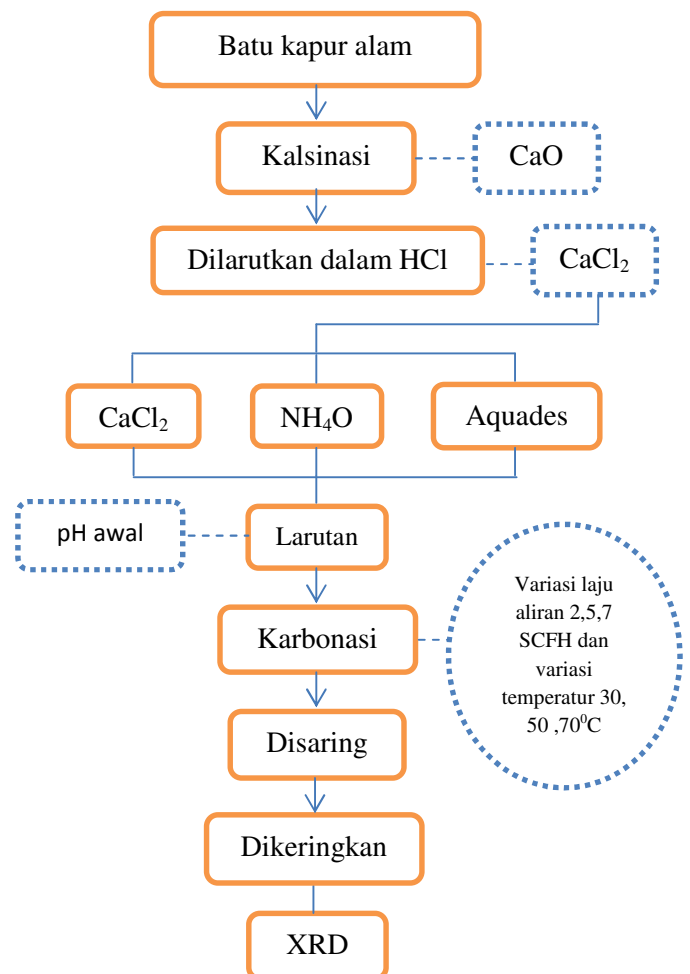 Batu kapur alam
Kalsinasi
CaO
Dilarutkan dalam HCl
CaCl₂
CaCl₂
NH₄O
Aquades
pH awal
Larutan
Karbonasi
Variasi laju
aliran 2,5,7
SCFH dan
variasi
temperatur 30,
50 ,70⁰C
Disaring
Dikeringkan
XRD